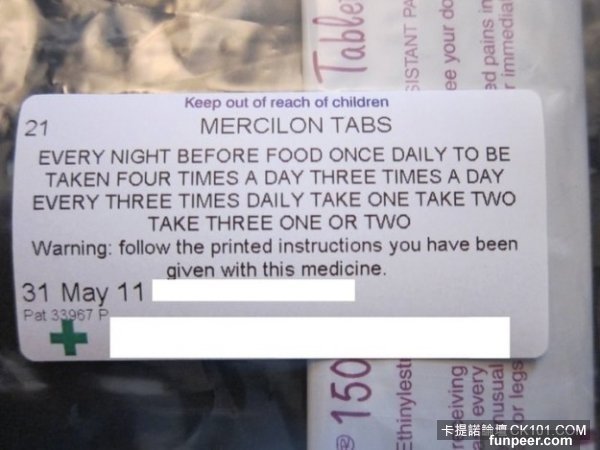 Keep out of reach of children
21
MERCILON TABS
EVERY NIGHT BEFORE FOOD ONCE DAILY TO BE
TAKEN FOUR TIMES A DAY THREE TIMES A DAY
EVERY THREE TIMES DAILY TAKE ONE TAKE TWO
TAKE THREE ONE OR TWO
Warning: follow the printed instructions you have been
given with this medicine.
31 May 11
Pat 33967 P
Table
SISTANT PA
ee your do
ed pains in
r immedia
150
Ethinylest
eiving
every
nusual
or legs
卡提諾論壇 CK101.COM
funpeer.com